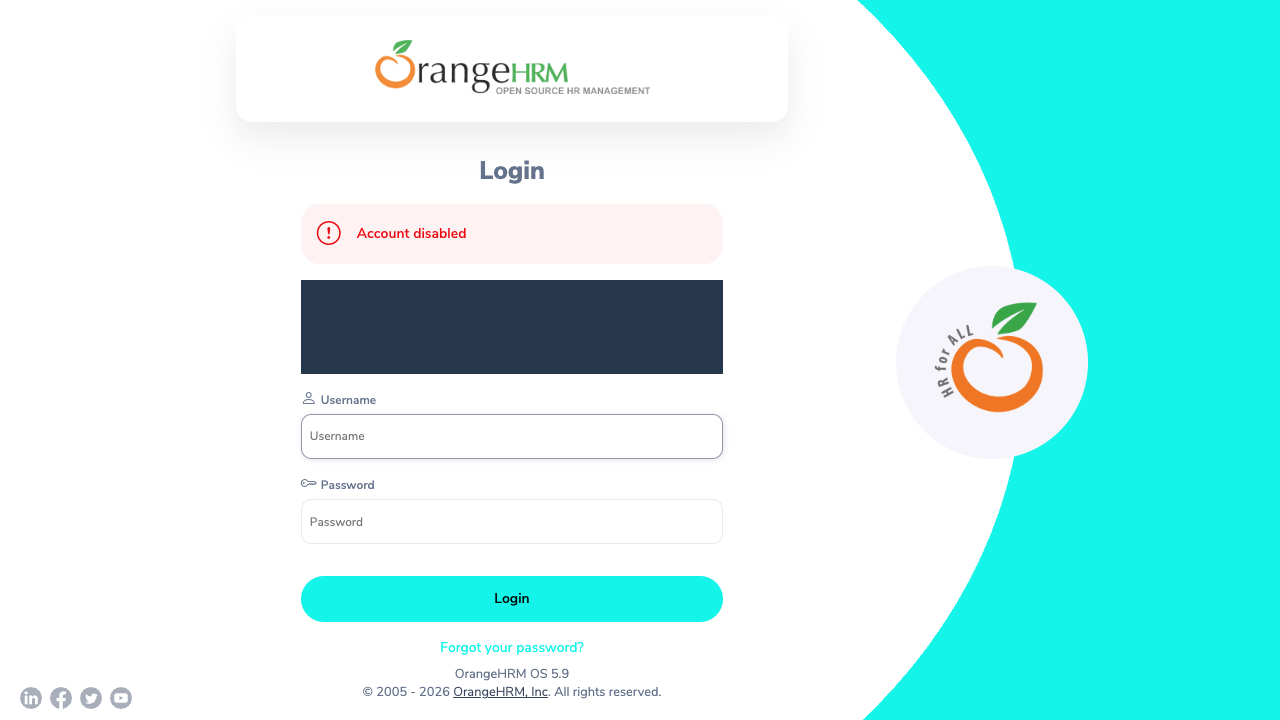 OrangeHRM
OPEN SOURCE HR MANAGEMENT
Login
Account disabled
Username
Username
Password
Password
Login
Forgot your password?
OrangeHRM OS 5.9
© 2005 - 2026 OrangeHRM, Inc. All rights reserved.
HR for ALL